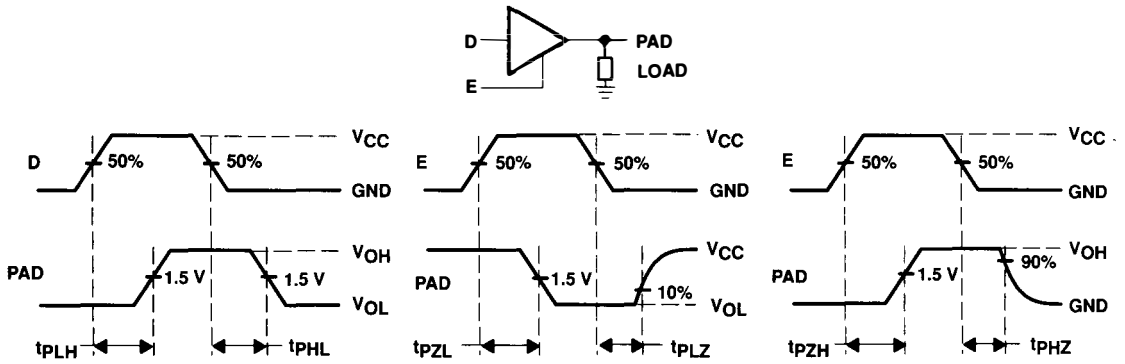 D
PAD
LOAD
E
D
50%
50%
VCC
GND
PAD
1.5 V
1.5 V
VOH
VOL
tPLH
tPHL
E
50%
50%
VCC
GND
PAD
1.5 V
10%
VCC
VOL
tPZL
tPLZ
E
50%
50%
VCC
GND
PAD
1.5 V
90%
VOH
GND
tPZH
tPHZ